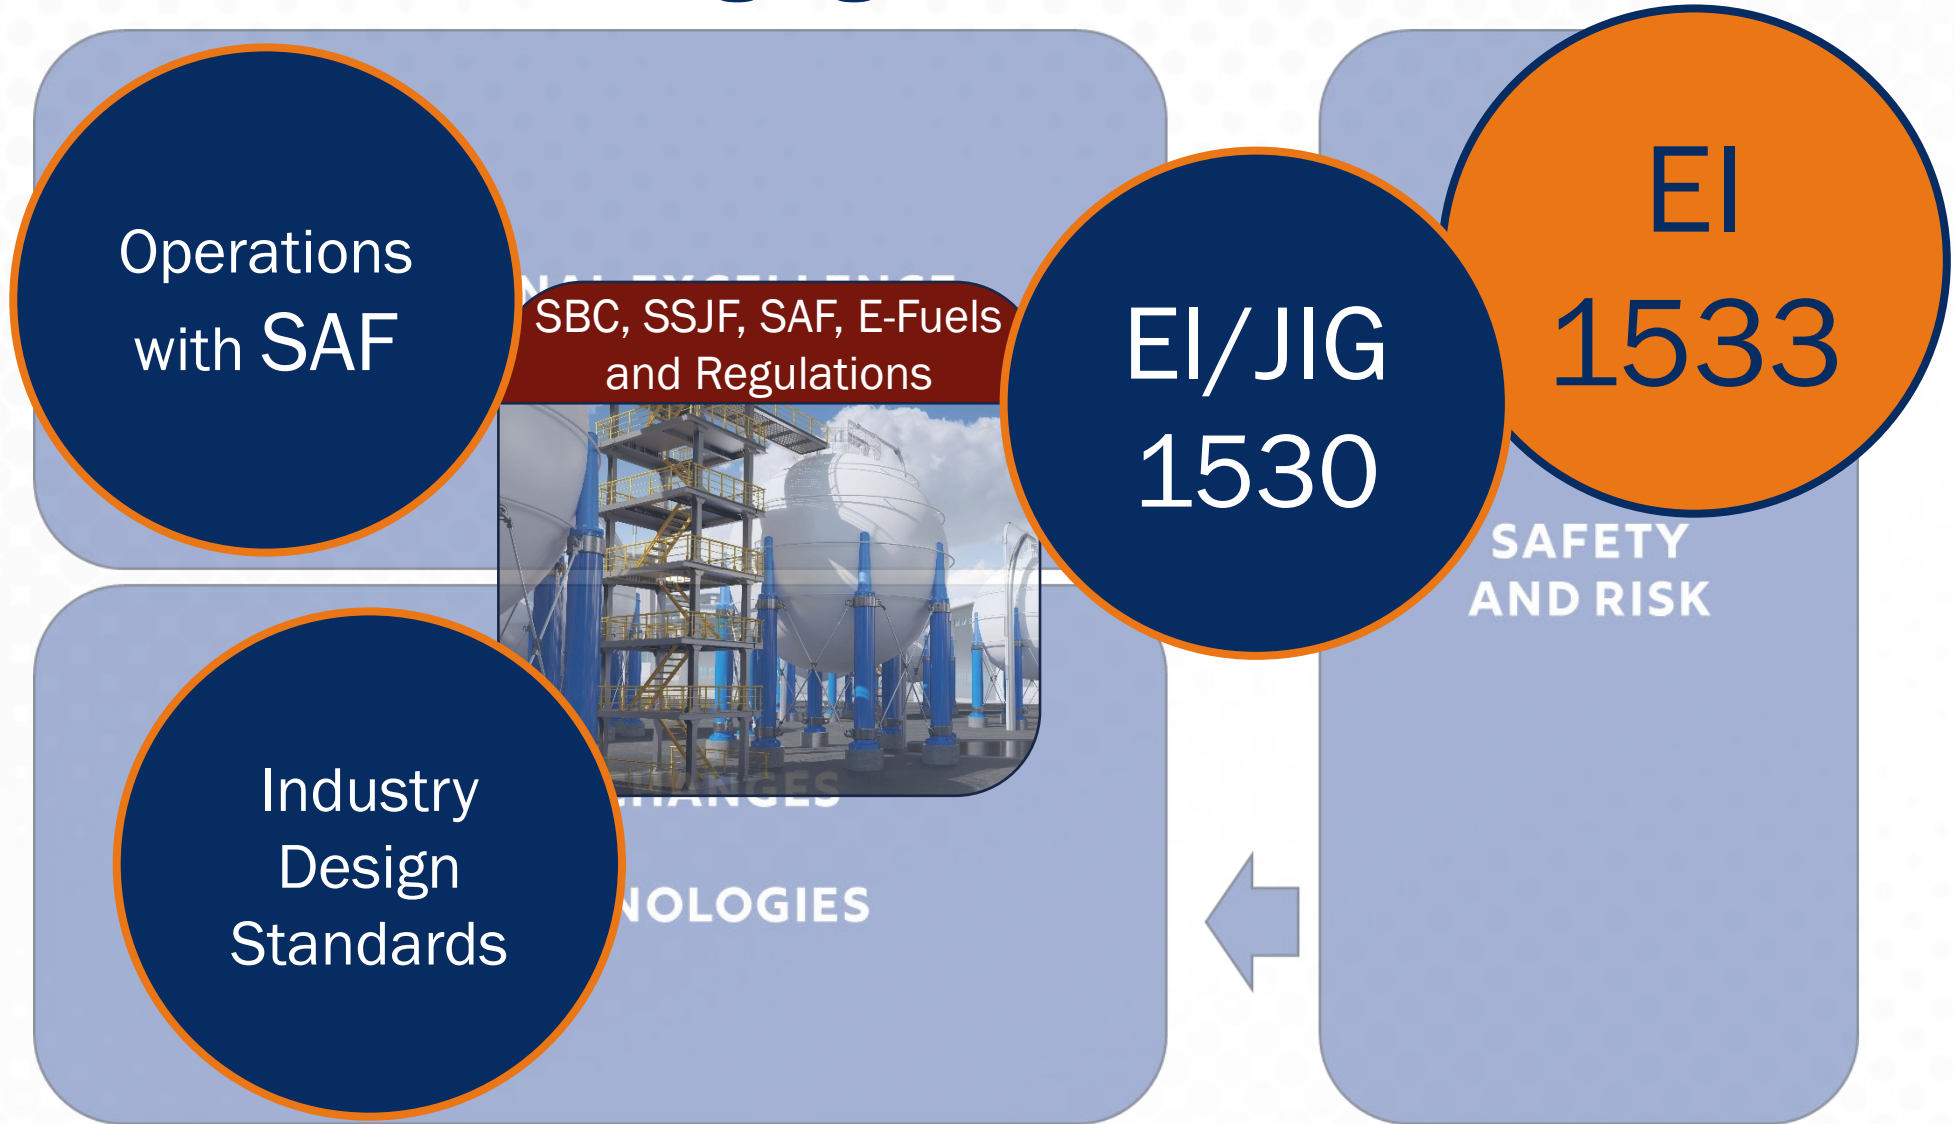 Operations
with SAF
SBC, SSJF, SAF, E-Fuels
and Regulations
EI/JIG
1530
EI
1533
SAFETY
AND RISK
Industry
Design
Standards